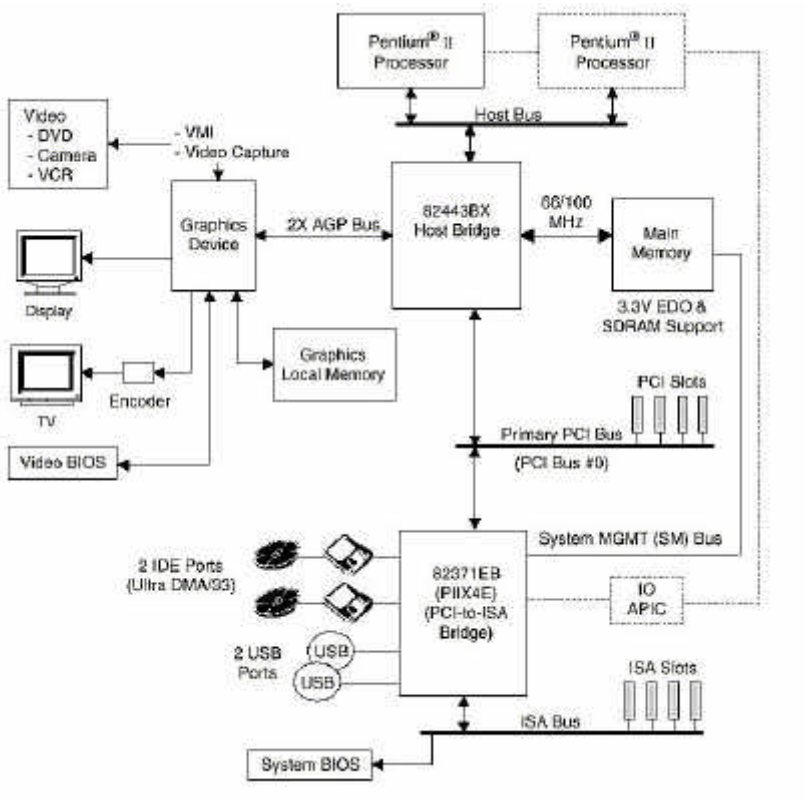 Pentium® II
Processor
Pentium® II
Processor
Host Bus
Video
- DVD
- Camera
- VCR
- VMI
- Video Capture
Graphics
Device
2X AGP Bus
82443BX
Host Bridge
66/100
MHz
Main
Memory
3.3V EDO &
SDRAM Support
Display
Graphics
Local Memory
TV
Encoder
Video BIOS
PCI Slots
Primary PCI Bus
(PCI Bus #0)
System MGMT (SM) Bus
2 IDE Ports
(Ultra DMA/33)
82371EB
(PIIX4E)
(PCI-to-ISA
Bridge)
IO
APIC
2 USB
Ports
USB
USB
ISA Slots
ISA Bus
System BIOS